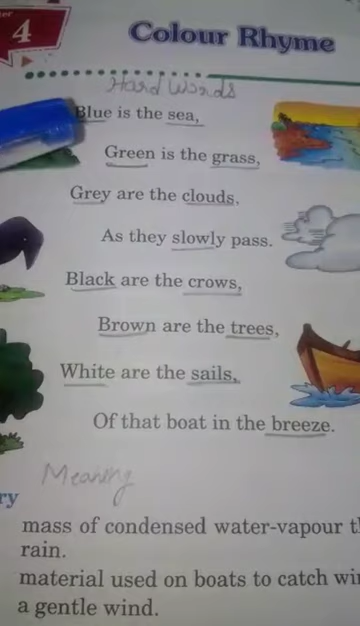 4
Colour Rhyme
Hard Words
Blue is the sea,
Green is the grass,
Grey are the clouds,
As they slowly pass.
Black are the crows,
Brown are the trees,
White are the sails,
Of that boat in the breeze.
Meaning
mass of condensed water-vapour
rain.
material used on boats to catch
a gentle wind.